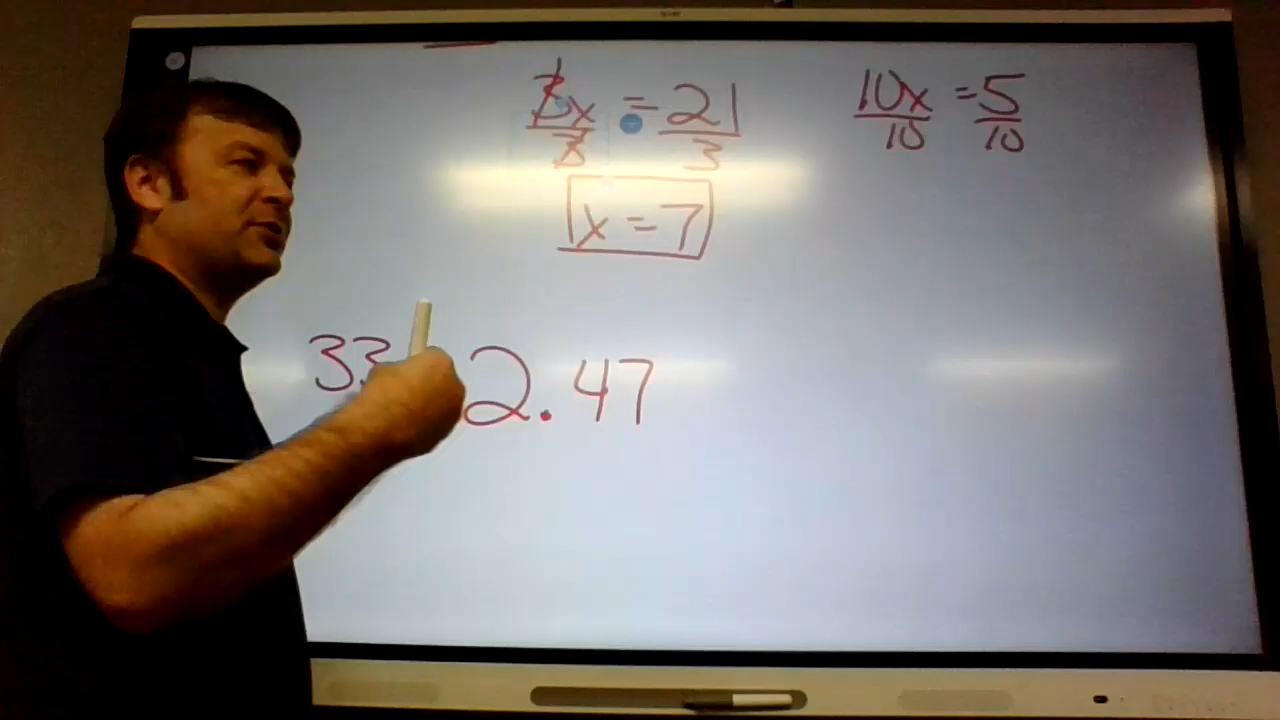 3x = 21 10x = 5
3 3 10 10
x = 7
33 2.47